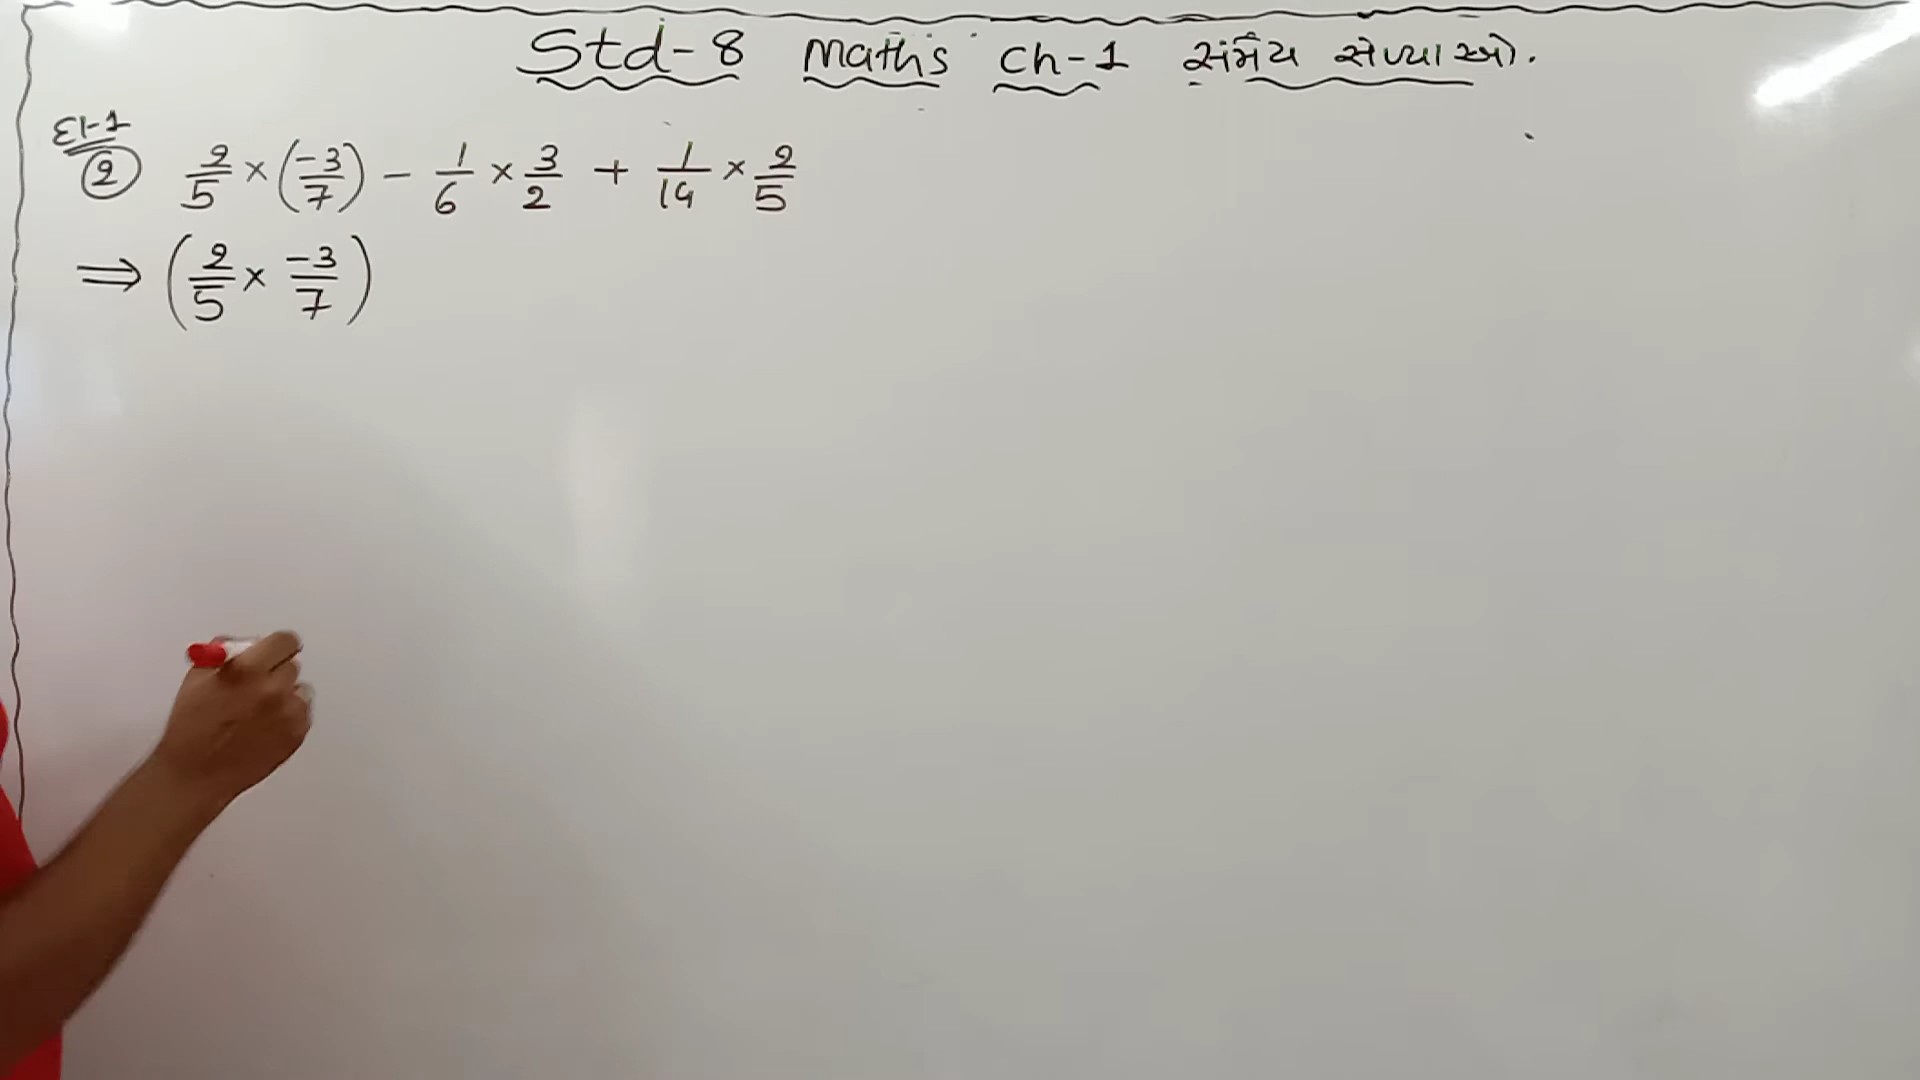 Std-8 Maths Ch-1 સંમેય સંખ્યાઓ.
દા-1
② 2/5 × (-3/7) - 1/6 × 3/2 + 1/14 × 2/5
⇒ (2/5 × -3/7)